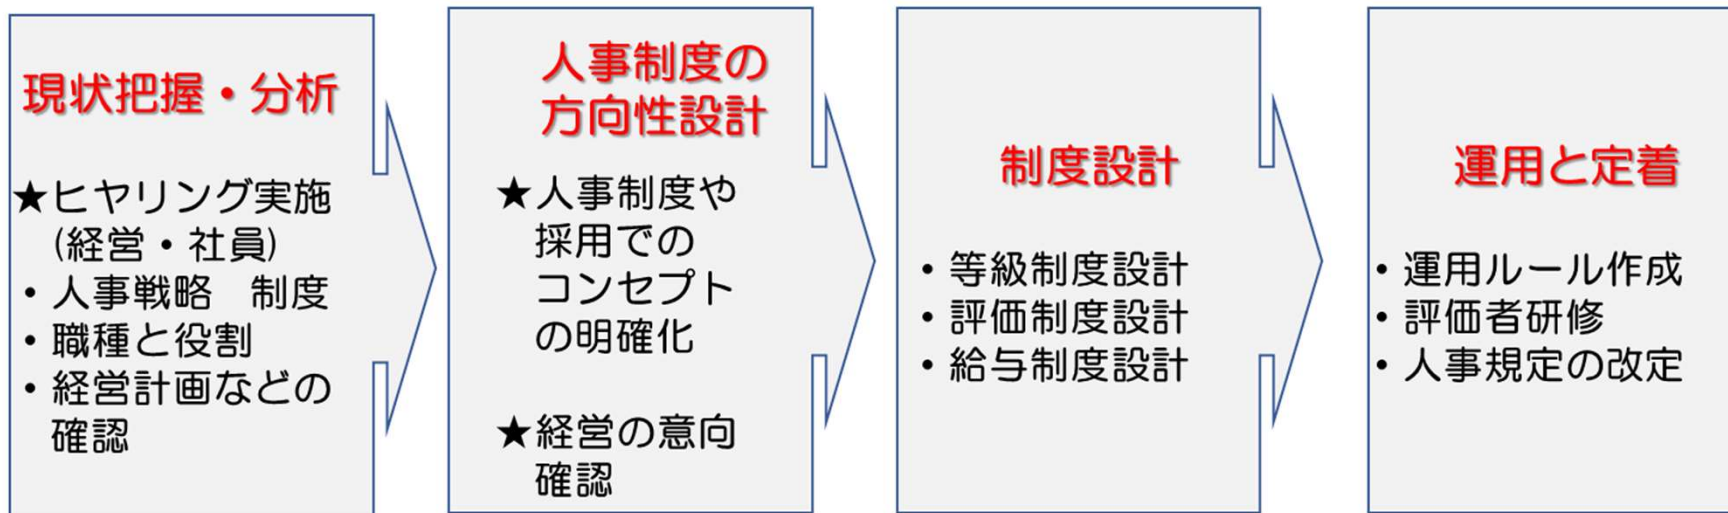 現状把握・分析
★ヒヤリング実施
(経営・社員)
・人事戦略　制度
・職種と役割
・経営計画などの
確認
人事制度の
方向性設計
★人事制度や
採用での
コンセプト
の明確化
★経営の意向
確認
制度設計
・等級制度設計
・評価制度設計
・給与制度設計
運用と定着
・運用ルール作成
・評価者研修
・人事規定の改定